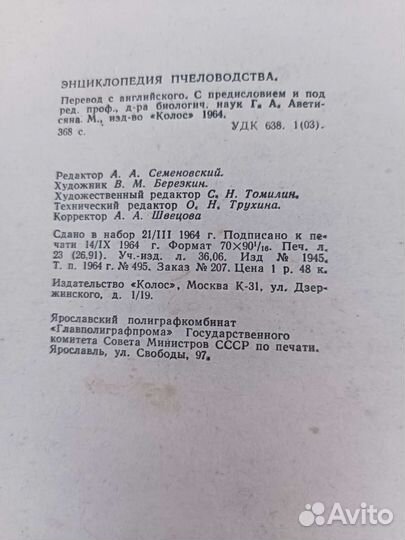 ЭНЦИКЛОПЕДИЯ ПЧЕЛОВОДСТВА.
Перевод с английского. С предисловием и под
ред. проф., д-ра биологич. наук Г. А. Авети-
сяна. М., изд-во «Колос» 1964.
368 с. УДК 638. 1(03).
Редактор А. А. Семеновский.
Художник В. М. Березкин.
Художественный редактор С. Н. Томилин.
Технический редактор О. Н. Трухина.
Корректор А. А. Швецова
Сдано в набор 21/III 1964 г. Подписано к пе-
чати 14/IX 1964 г. Формат 70×90¹/₁₆. Печ. л.
23 (26,91). Уч.-изд. л. 36,06. Изд № 1945.
Т. п. 1964 г. № 495. Заказ № 207. Цена 1 р. 48 к.
Издательство «Колос», Москва К-31, ул. Дзер-
жинского, д. 1/19.
Ярославский полиграфкомбинат
«Главполиграфпрома» Государственного
комитета Совета Министров СССР по печати.
Ярославль, ул. Свободы, 97.
Avito